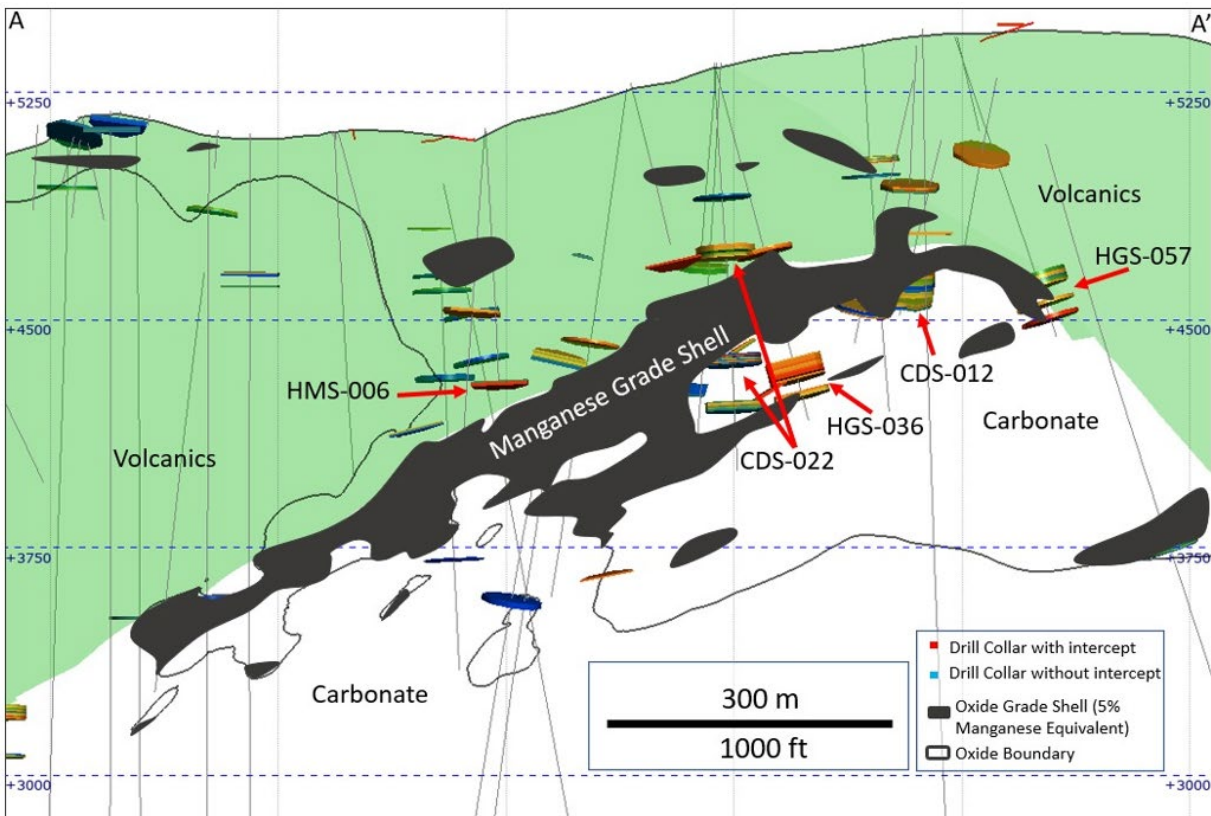 A
A'
+5250
+5250
Volcanics
HGS-057
+4500
+4500
Manganese Grade Shell
CDS-012
HMS-006
HGS-036
Carbonate
CDS-022
Volcanics
+3750
+3750
Carbonate
300 m
1000 ft
Drill Collar with intercept
Drill Collar without intercept
Oxide Grade Shell (5%
Manganese Equivalent)
Oxide Boundary
+3000
+3000